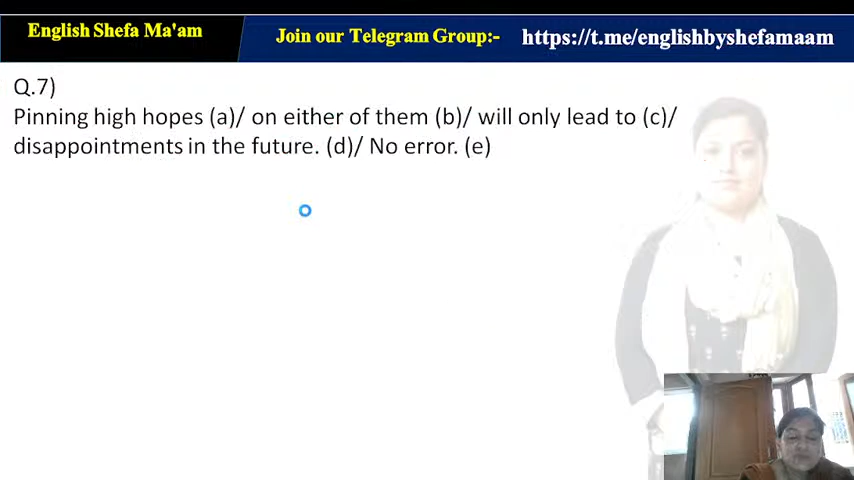 English Shefa Ma'am
Join our Telegram Group:- https://t.me/englishbyshefamaam
Q.7)
Pinning high hopes (a)/ on either of them (b)/ will only lead to (c)/
disappointments in the future. (d)/ No error. (e)